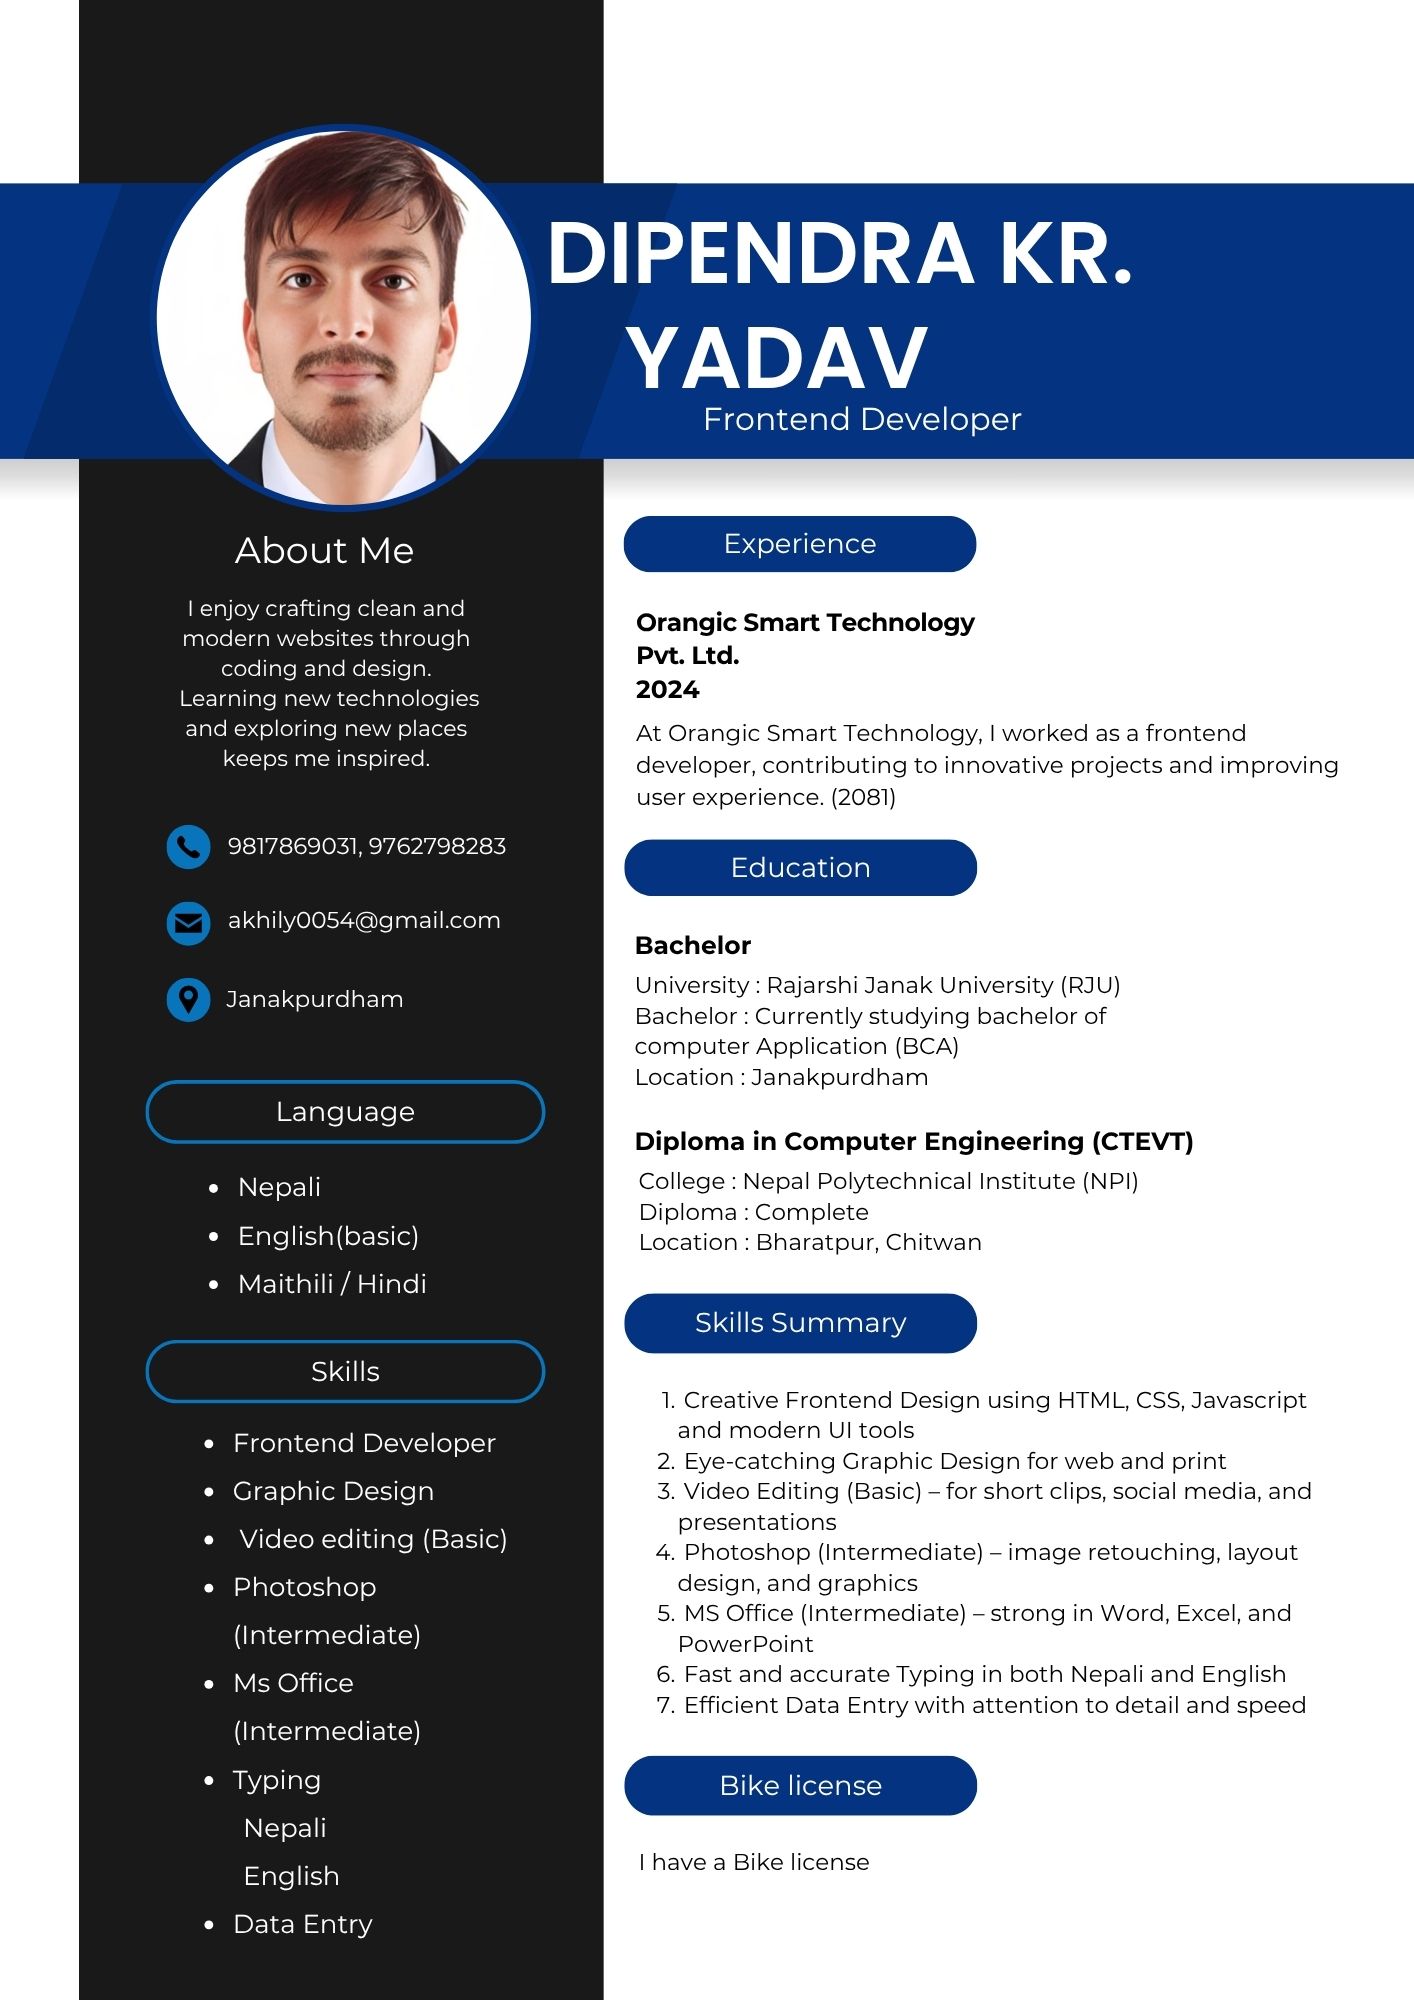 DIPENDRA KR.
YADAV
Frontend Developer
About Me
I enjoy crafting clean and
modern websites through
coding and design.
Learning new technologies
and exploring new places
keeps me inspired.
9817869031, 9762798283
akhily0054@gmail.com
Janakpurdham
Language
• Nepali
• English(basic)
• Maithili / Hindi
Skills
• Frontend Developer
• Graphic Design
• Video editing (Basic)
• Photoshop
(Intermediate)
• Ms Office
(Intermediate)
• Typing
Nepali
English
• Data Entry
Experience
Orangic Smart Technology
Pvt. Ltd.
2024
At Orangic Smart Technology, I worked as a frontend
developer, contributing to innovative projects and improving
user experience. (2081)
Education
Bachelor
University : Rajarshi Janak University (RJU)
Bachelor : Currently studying bachelor of
computer Application (BCA)
Location : Janakpurdham
Diploma in Computer Engineering (CTEVT)
College : Nepal Polytechnical Institute (NPI)
Diploma : Complete
Location : Bharatpur, Chitwan
Skills Summary
1. Creative Frontend Design using HTML, CSS, Javascript
and modern UI tools
2. Eye-catching Graphic Design for web and print
3. Video Editing (Basic) – for short clips, social media, and
presentations
4. Photoshop (Intermediate) – image retouching, layout
design, and graphics
5. MS Office (Intermediate) – strong in Word, Excel, and
PowerPoint
6. Fast and accurate Typing in both Nepali and English
7. Efficient Data Entry with attention to detail and speed
Bike license
I have a Bike license